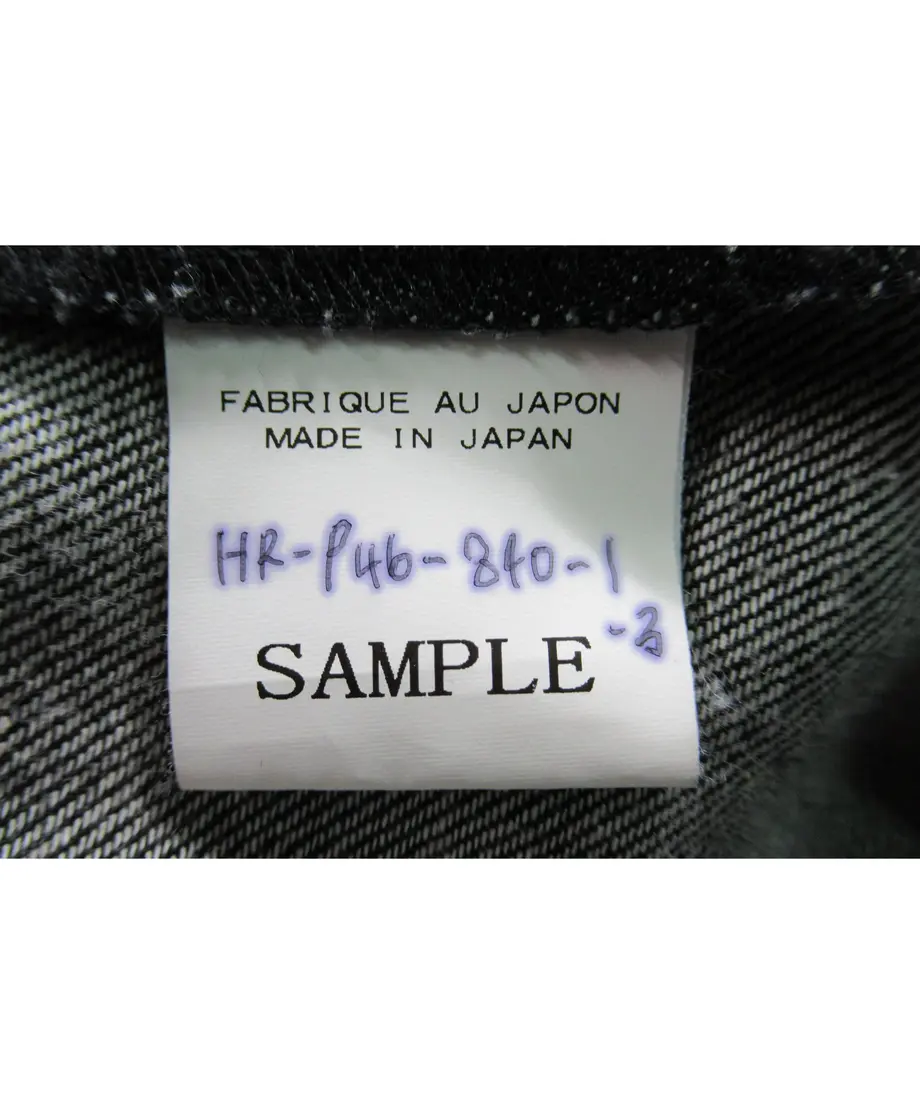 FABRIQUE AU JAPON
MADE IN JAPAN
HR-P46-840-1
-3
SAMPLE